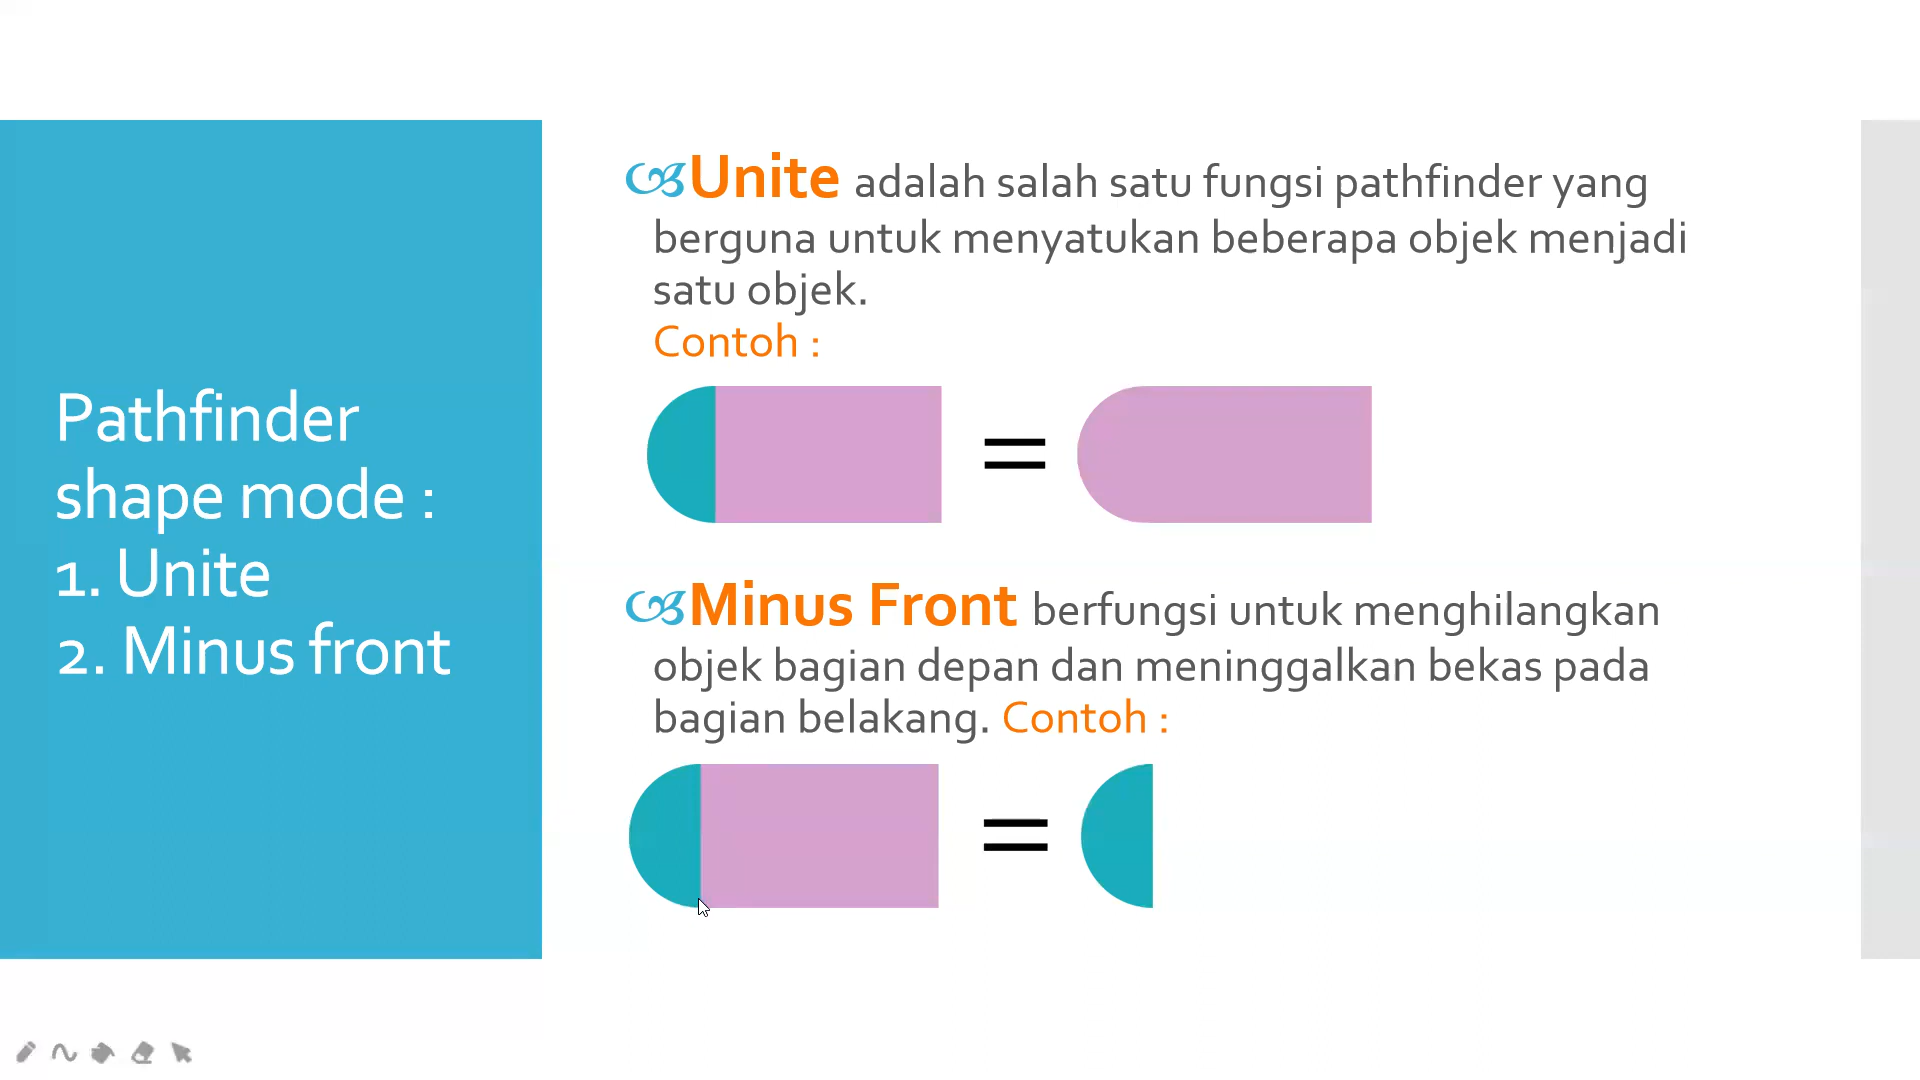 Pathfinder
shape mode :
1. Unite
2. Minus front
Unite adalah salah satu fungsi pathfinder yang
berguna untuk menyatukan beberapa objek menjadi
satu objek.
Contoh :
=
Minus Front berfungsi untuk menghilangkan
objek bagian depan dan meninggalkan bekas pada
bagian belakang. Contoh :
=